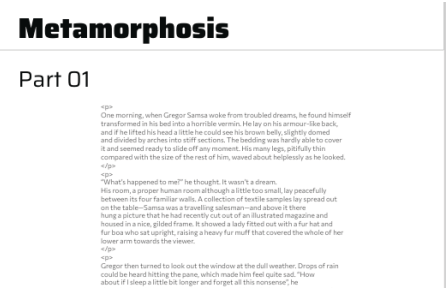 Metamorphosis
Part 01
<p>
One morning, when Gregor Samsa woke from troubled dreams, he found himself
transformed in his bed into a horrible vermin. He lay on his armour-like back,
and if he lifted his head a little he could see his brown belly, slightly domed
and divided by arches into stiff sections. The bedding was hardly able to cover
it and seemed ready to slide off any moment. His many legs, pitifully thin
compared with the size of the rest of him, waved about helplessly as he looked.
</p>
<p>
"What's happened to me?" he thought. It wasn't a dream.
His room, a proper human room although a little too small, lay peacefully
between its four familiar walls. A collection of textile samples lay spread out
on the table—Samsa was a travelling salesman—and above it there
hung a picture that he had recently cut out of an illustrated magazine and
housed in a nice, gilded frame. It showed a lady fitted out with a fur hat and
fur boa who sat upright, raising a heavy fur muff that covered the whole of her
lower arm towards the viewer.
</p>
<p>
Gregor then turned to look out the window at the dull weather. Drops of rain
could be heard hitting the pane, which made him feel quite sad. "How
about if I sleep a little bit longer and forget all this nonsense", he